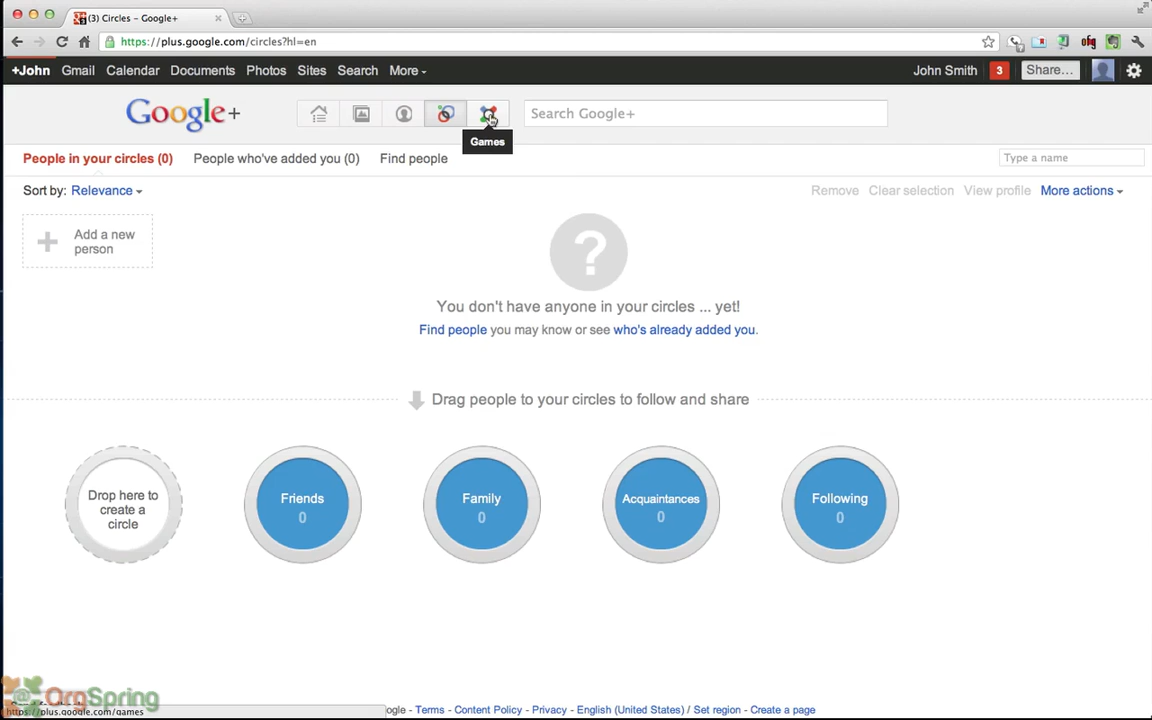 (3) Circles – Google+
https://plus.google.com/circles?hl=en
+John Gmail Calendar Documents Photos Sites Search More John Smith 3 Share...
Google+ Search Google+
Games
People in your circles (0) People who've added you (0) Find people Type a name
Sort by: Relevance Remove Clear selection View profile More actions
Add a new
person
?
You don't have anyone in your circles ... yet!
Find people you may know or see who's already added you.
Drag people to your circles to follow and share
Drop here to
create a
circle
Friends
0
Family
0
Acquaintances
0
Following
0
OrgSpring
https://plus.google.com/games
Terms - Content Policy - Privacy - English (United States) / Set region - Create a page